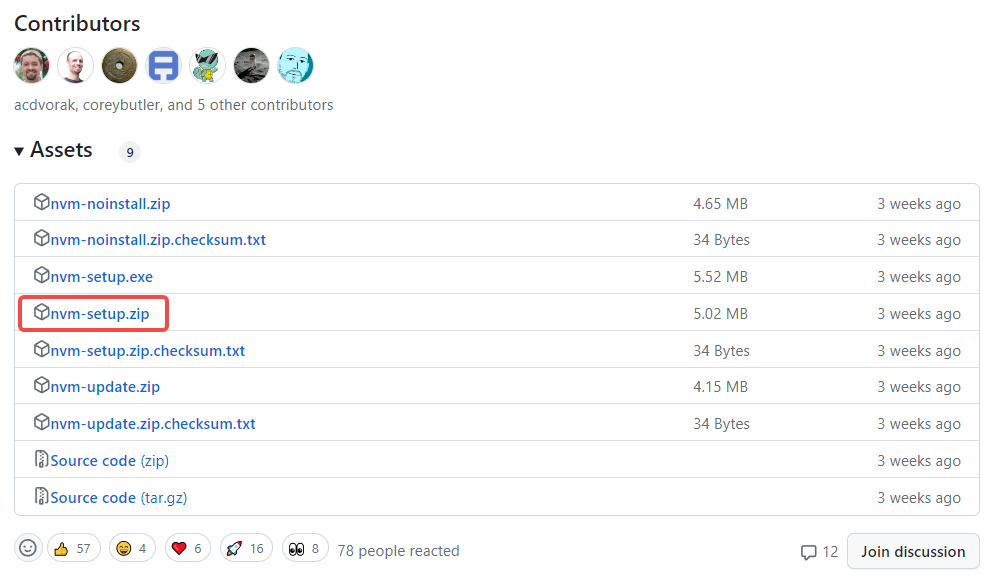 Contributors
acdvorak, coreybutler, and 5 other contributors
Assets 9
nvm-noinstall.zip 4.65 MB 3 weeks ago
nvm-noinstall.zip.checksum.txt 34 Bytes 3 weeks ago
nvm-setup.exe 5.52 MB 3 weeks ago
nvm-setup.zip 5.02 MB 3 weeks ago
nvm-setup.zip.checksum.txt 34 Bytes 3 weeks ago
nvm-update.zip 4.15 MB 3 weeks ago
nvm-update.zip.checksum.txt 34 Bytes 3 weeks ago
Source code (zip) 3 weeks ago
Source code (tar.gz) 3 weeks ago
57 4 6 16 8 78 people reacted 12 Join discussion